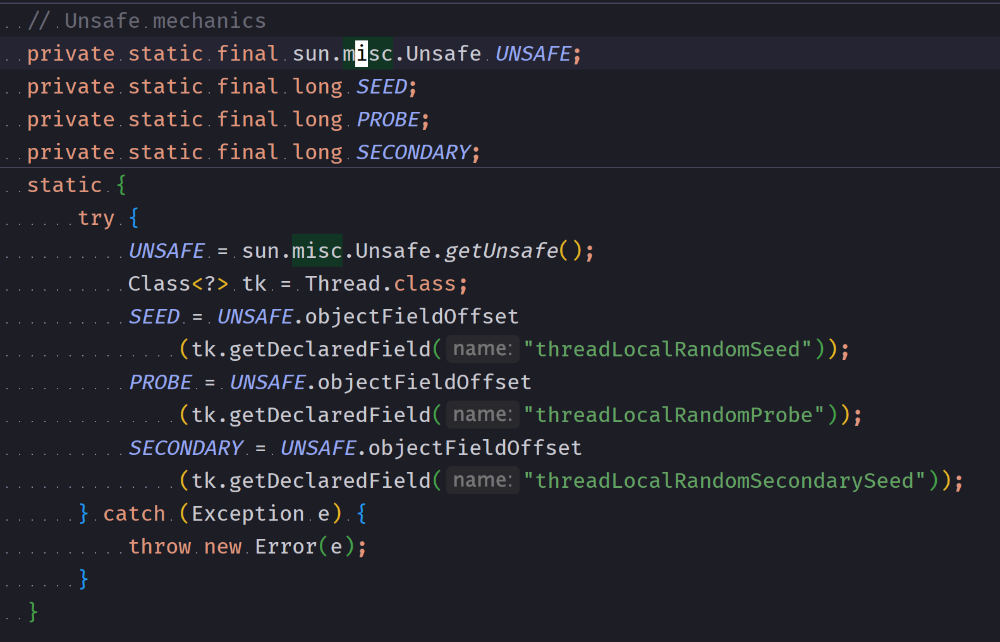 // Unsafe mechanics
private static final sun.misc.Unsafe UNSAFE;
private static final long SEED;
private static final long PROBE;
private static final long SECONDARY;
static {
try {
UNSAFE = sun.misc.Unsafe.getUnsafe();
Class<?> tk = Thread.class;
SEED = UNSAFE.objectFieldOffset
(tk.getDeclaredField( name: "threadLocalRandomSeed"));
PROBE = UNSAFE.objectFieldOffset
(tk.getDeclaredField( name: "threadLocalRandomProbe"));
SECONDARY = UNSAFE.objectFieldOffset
(tk.getDeclaredField( name: "threadLocalRandomSecondarySeed"));
} catch (Exception e) {
throw new Error(e);
}
}